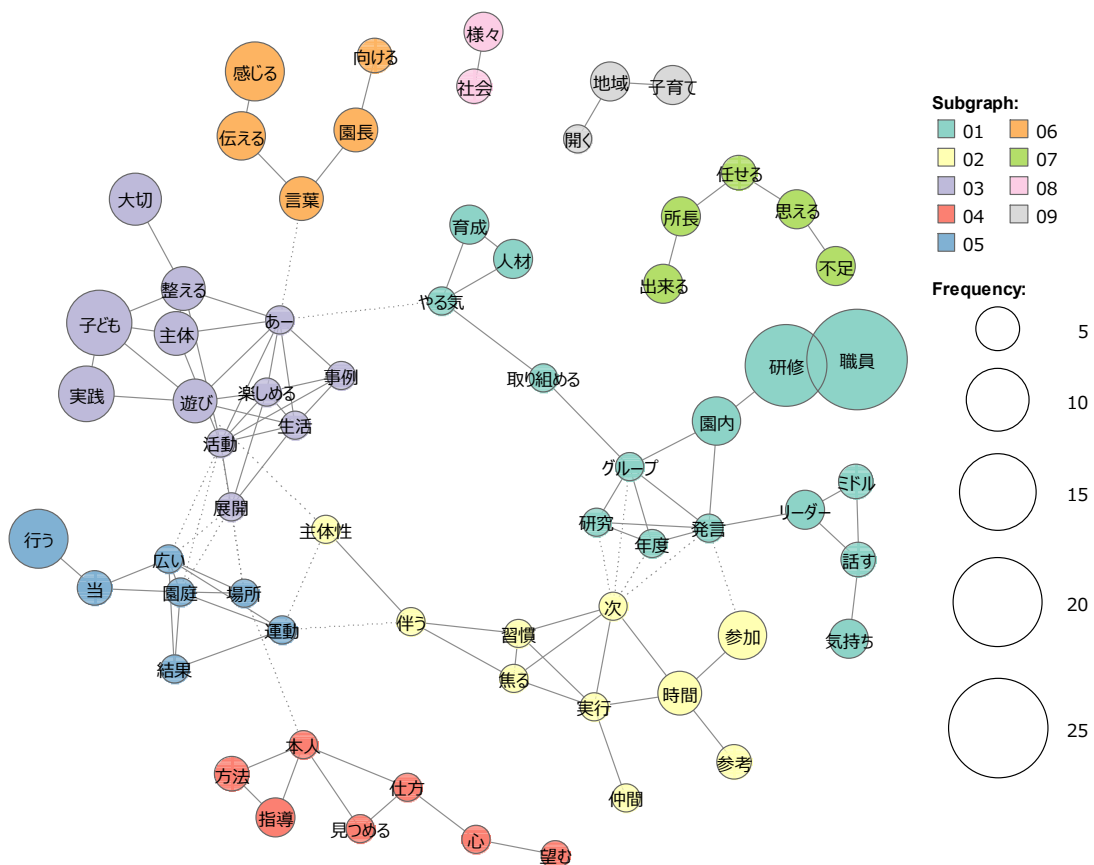 様々
向ける
感じる
社会
地域
子育て
開く
伝える
園長
任せる
大切
言葉
所長
思える
育成
人材
不足
整える
出来る
やる気
子ども
主体
あー
研修
職員
取り組める
事例
実践
遊び
楽しめる
園内
生活
活動
グループ
ミドル
展開
研究
年度
発言
リーダー
主体性
行う
広い
話す
当
園庭
場所
次
伴う
運動
習慣
参加
気持ち
結果
焦る
時間
実行
本人
方法
参考
仕方
仲間
指導
見つめる
心
望む
Subgraph:
01
06
02
07
03
08
04
09
05
Frequency:
5
10
15
20
25